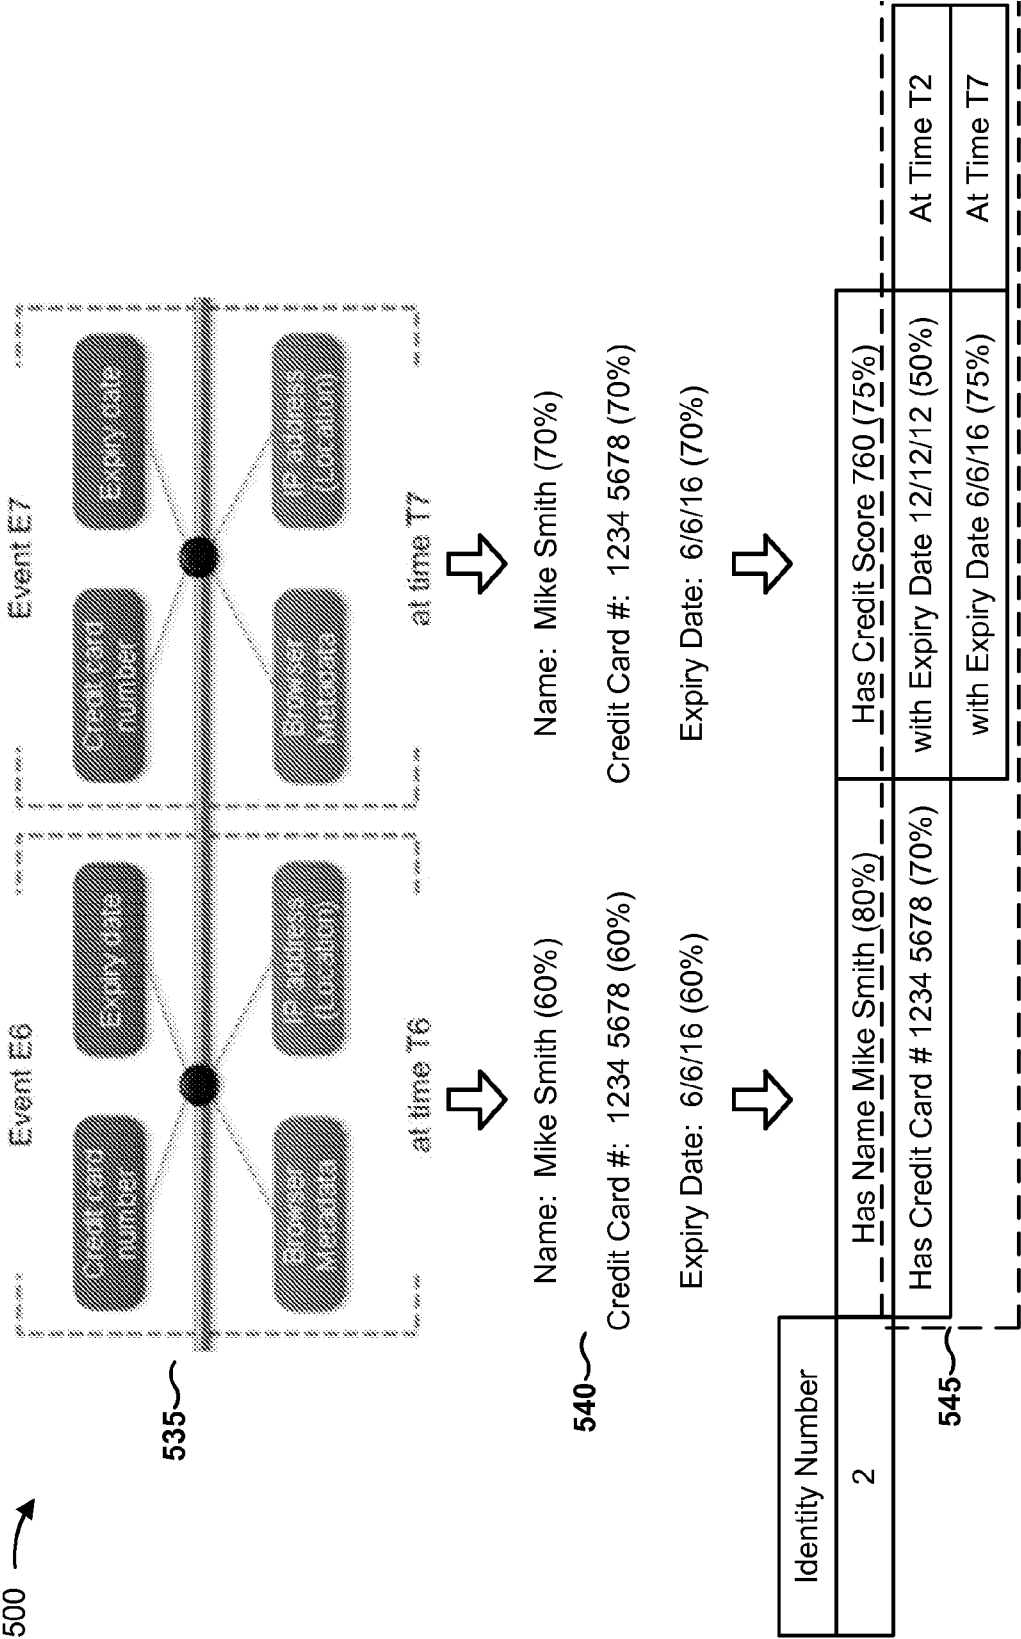 500
Event E6
Event E7
Credit card
number
Expiry date
Credit card
number
Expiry date
535
Browser
Metadata
IP address
(Location)
Browser
Metadata
IP address
(Location)
at time T6
at time T7
Name: Mike Smith (60%)
Name: Mike Smith (70%)
540
Credit Card #: 1234 5678 (60%)
Credit Card #: 1234 5678 (70%)
Expiry Date: 6/6/16 (60%)
Expiry Date: 6/6/16 (70%)
Identity Number
2
Has Name Mike Smith (80%)
Has Credit Score 760 (75%)
Has Credit Card # 1234 5678 (70%)
with Expiry Date 12/12/12 (50%)
At Time T2
545
with Expiry Date 6/6/16 (75%)
At Time T7